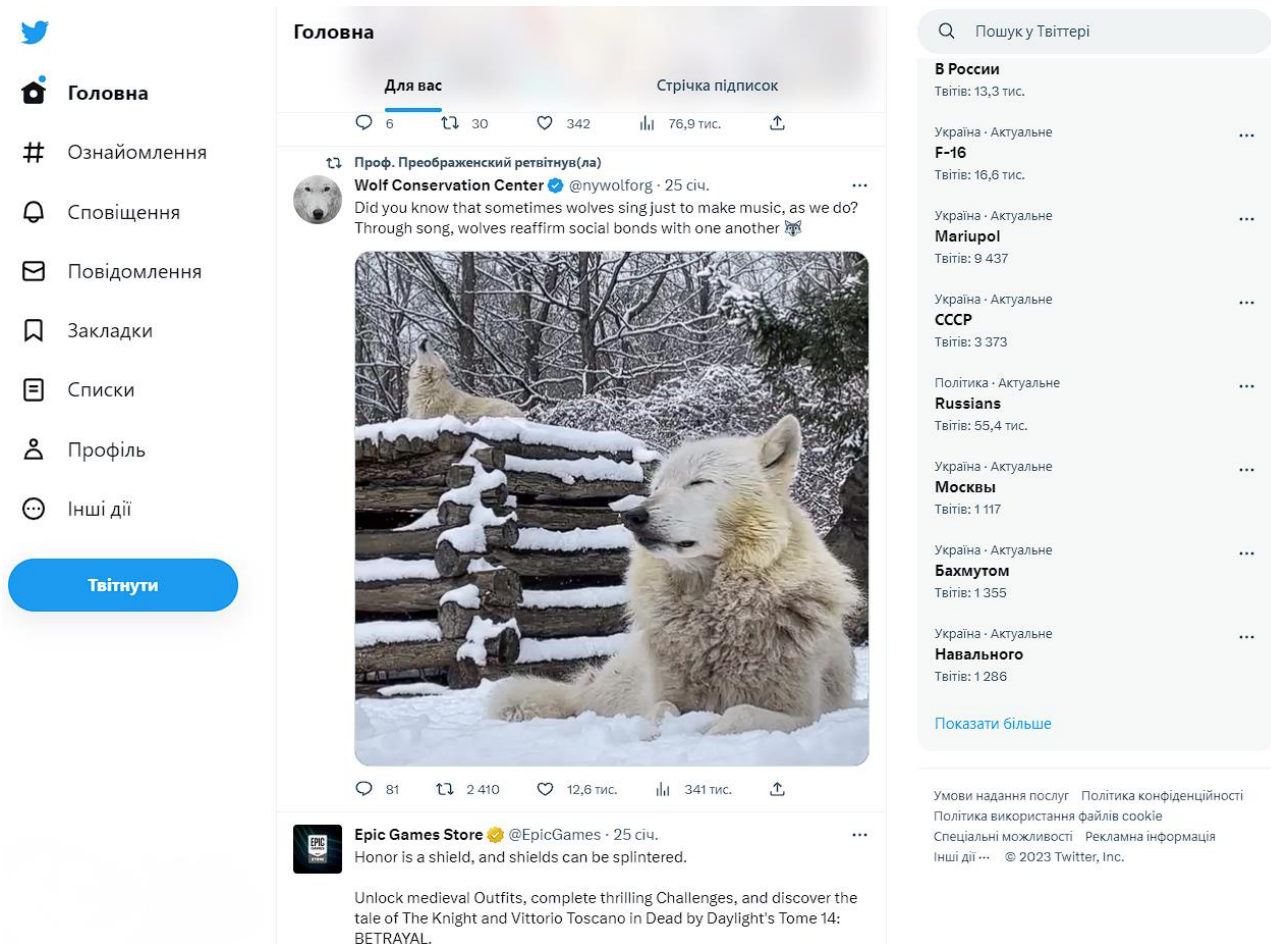 Головна
Ознайомлення
Сповіщення
Повідомлення
Закладки
Списки
Профіль
Інші дії
Твітнути
Головна
Для вас
Стрічка підписок
6 30 342 76,9 тис.
Проф. Преображенский ретвітнув(ла)
Wolf Conservation Center @nywolforg · 25 січ.
Did you know that sometimes wolves sing just to make music, as we do?
Through song, wolves reaffirm social bonds with one another
81 2 410 12,6 тис. 341 тис.
EPIC
GAMES
STORE
Epic Games Store @EpicGames · 25 січ.
Honor is a shield, and shields can be splintered.
Unlock medieval Outfits, complete thrilling Challenges, and discover the
tale of The Knight and Vittorio Toscano in Dead by Daylight's Tome 14:
BETRAYAL.
Пошук у Твіттері
В России
Твітів: 13,3 тис.
Україна · Актуальне
F-16
Твітів: 16,6 тис.
Україна · Актуальне
Mariupol
Твітів: 9 437
Україна · Актуальне
СССР
Твітів: 3 373
Політика · Актуальне
Russians
Твітів: 55,4 тис.
Україна · Актуальне
Москвы
Твітів: 1 117
Україна · Актуальне
Бахмутом
Твітів: 1 355
Україна · Актуальне
Навального
Твітів: 1 286
Показати більше
Умови надання послуг Політика конфіденційності
Політика використання файлів cookie
Спеціальні можливості Рекламна інформація
Інші дії ··· © 2023 Twitter, Inc.